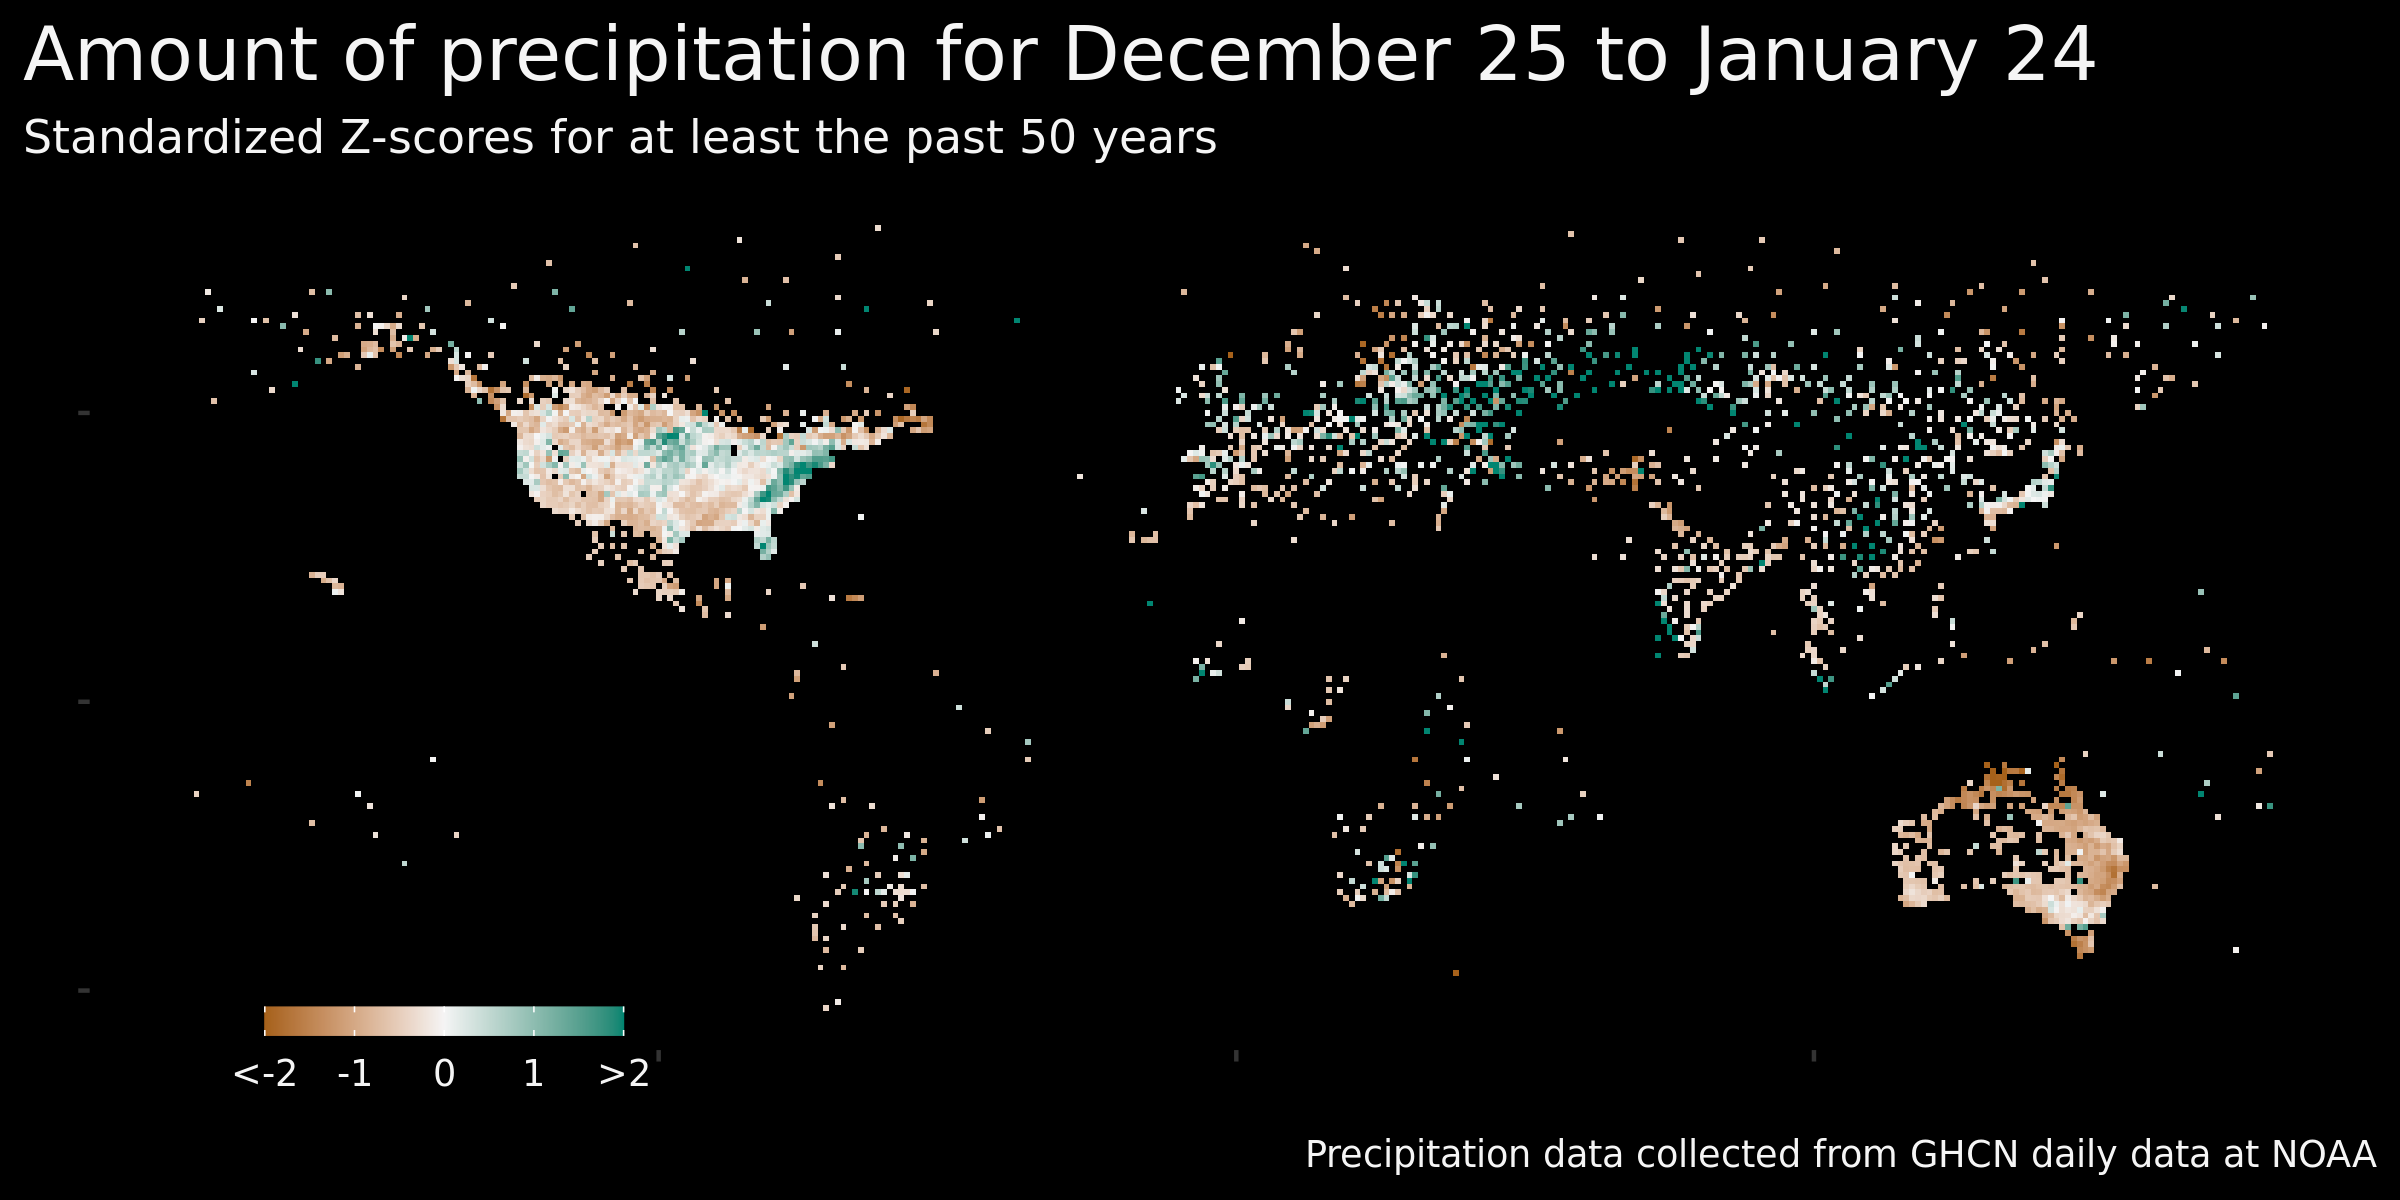 Amount of precipitation for December 25 to January 24
Standardized Z-scores for at least the past 50 years
<-2 -1 0 1 >2
Precipitation data collected from GHCN daily data at NOAA